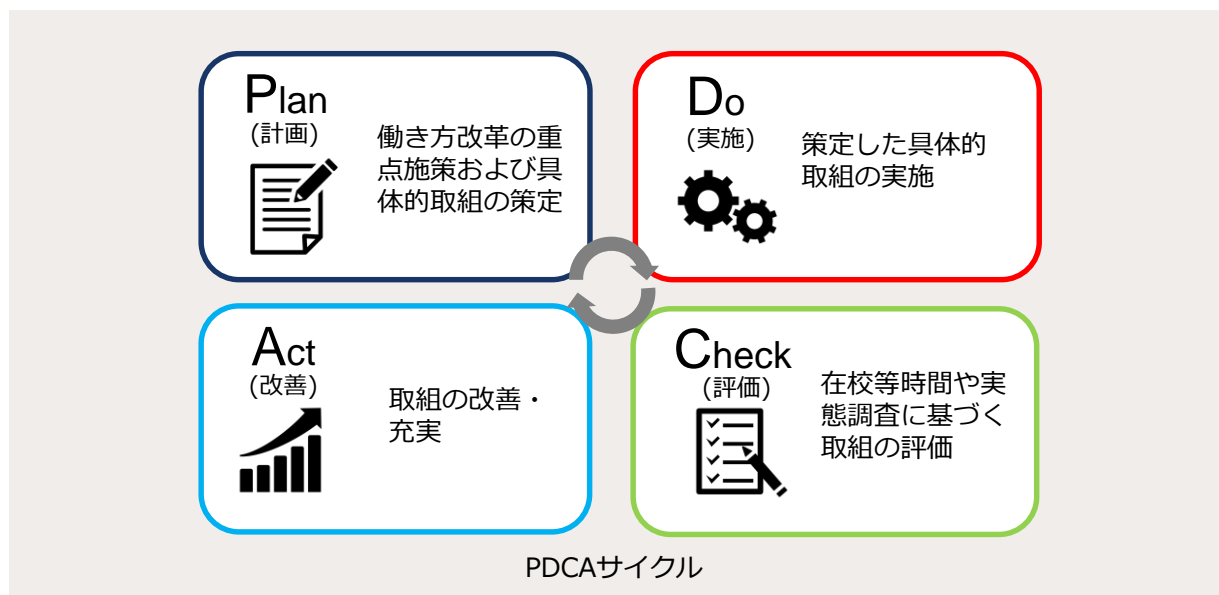 Plan
(計画)
働き方改革の重
点施策および具
体的取組の策定
Do
(実施)
策定した具体的
取組の実施
Act
(改善)
取組の改善・
充実
Check
(評価)
在校等時間や実
態調査に基づく
取組の評価
PDCAサイクル